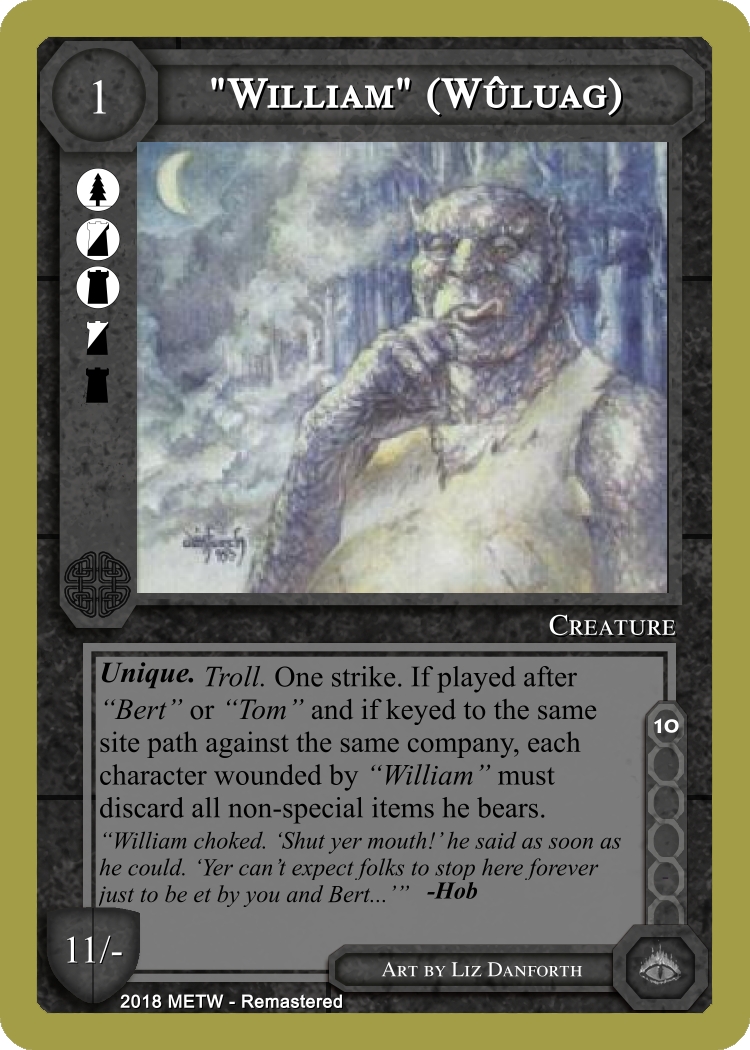 1
"William" (Wûluag)
Creature
Unique. Troll. One strike. If played after
“Bert” or “Tom” and if keyed to the same
site path against the same company, each
character wounded by “William” must
discard all non-special items he bears.
“William choked. ‘Shut yer mouth!’ he said as soon as
he could. ‘Yer can’t expect folks to stop here forever
just to be et by you and Bert...’” -Hob
10
11/-
Art by Liz Danforth
2018 METW - Remastered